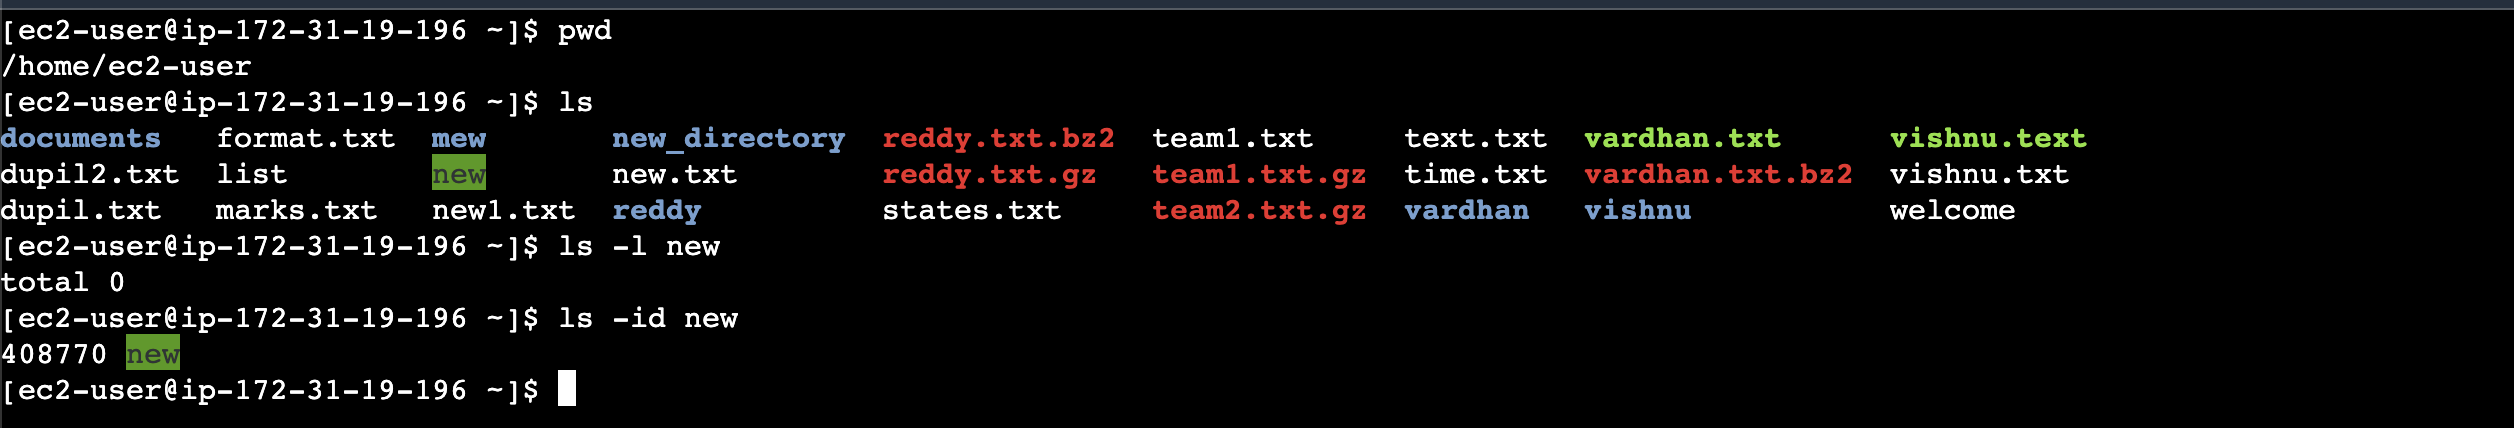 [ec2-user@ip-172-31-19-196 ~]$ pwd
/home/ec2-user
[ec2-user@ip-172-31-19-196 ~]$ ls
documents format.txt mew new_directory reddy.txt.bz2 team1.txt text.txt vardhan.txt vishnu.text
dupil2.txt list new new.txt reddy.txt.gz team1.txt.gz time.txt vardhan.txt.bz2 vishnu.txt
dupil.txt marks.txt new1.txt reddy states.txt team2.txt.gz vardhan vishnu welcome
[ec2-user@ip-172-31-19-196 ~]$ ls -l new
total 0
[ec2-user@ip-172-31-19-196 ~]$ ls -id new
408770 new
[ec2-user@ip-172-31-19-196 ~]$